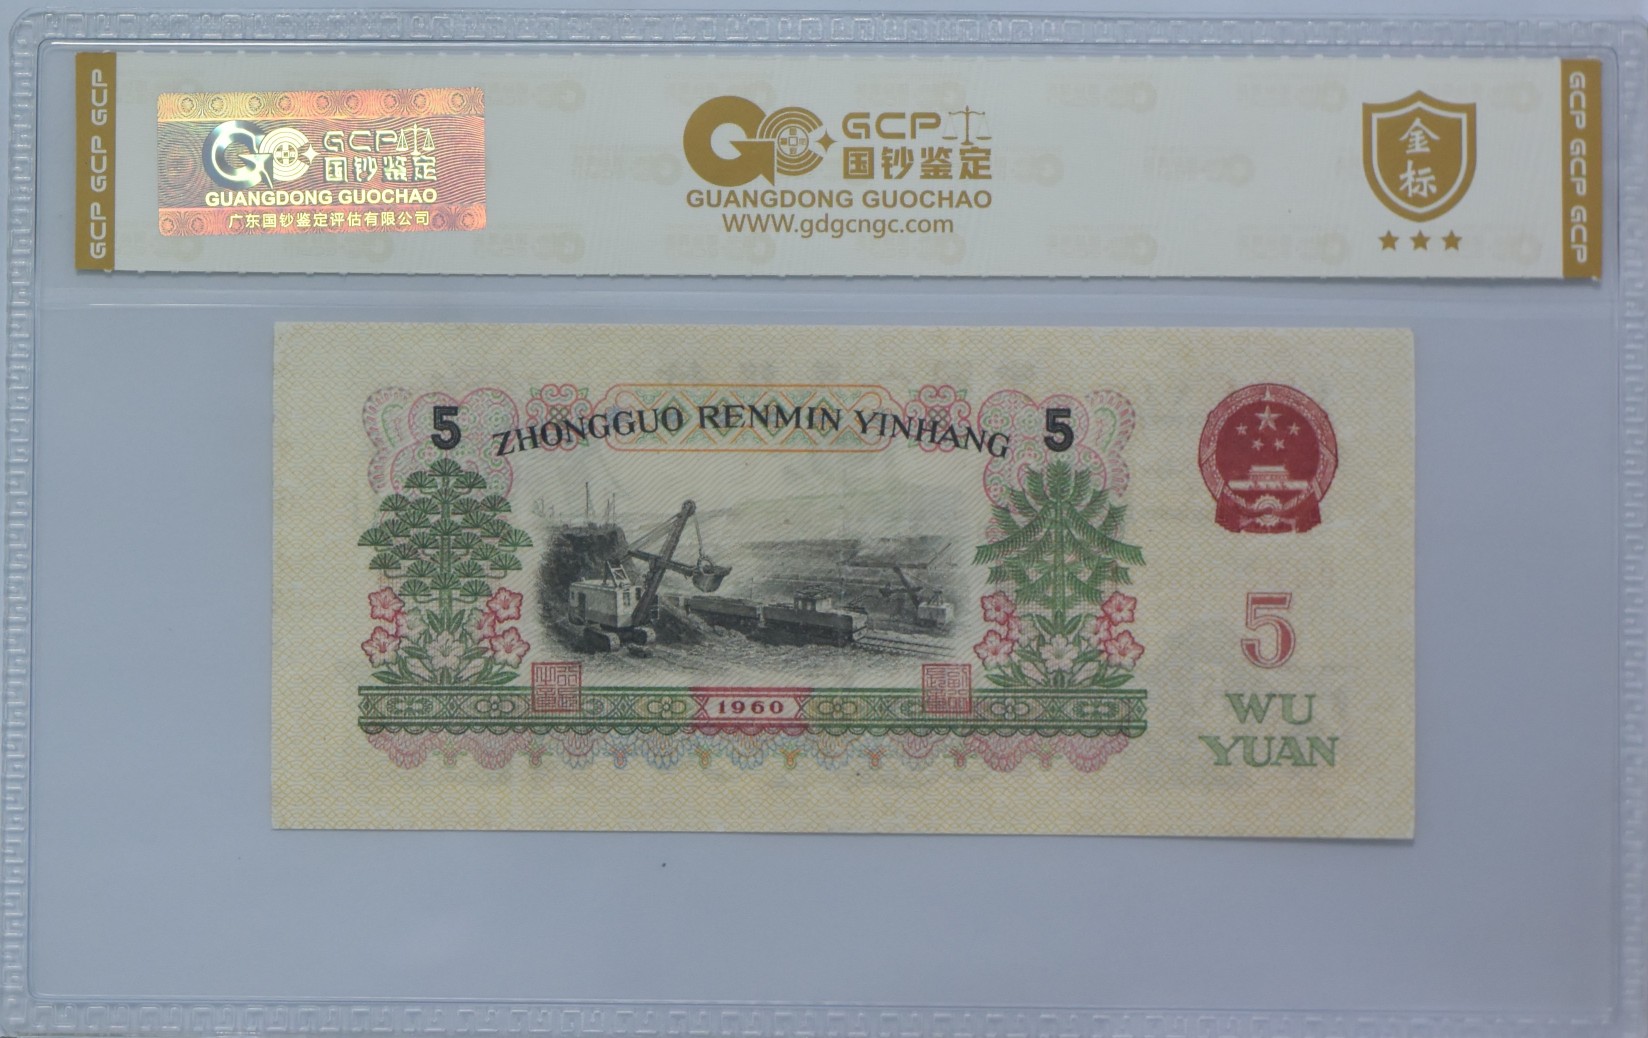 GCP GCP GCP
GCP
国钞鉴定
GUANGDONG GUOCHAO
广东国钞鉴定评估有限公司
GCP
国钞鉴定
GUANGDONG GUOCHAO
www.gdgcngc.com
金
标
GCP GCP GCP
5
ZHONGGUO RENMIN YINHANG
5
1960
5
WU
YUAN